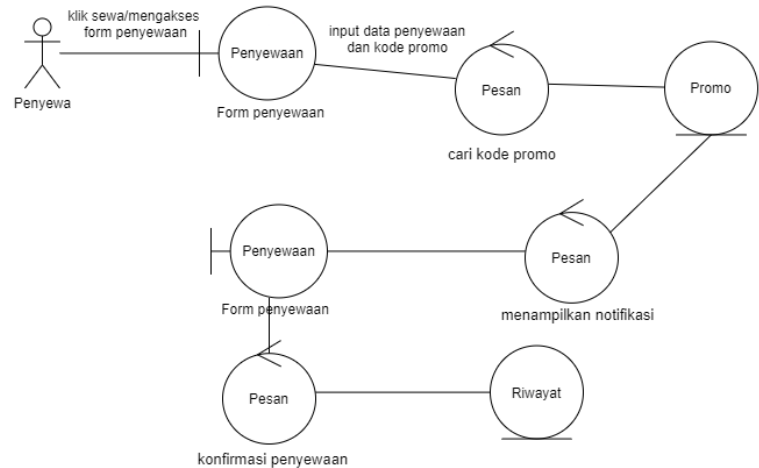 klik sewa/mengakses
form penyewaan
Penyewa
Penyewaan
Form penyewaan
input data penyewaan
dan kode promo
Pesan
cari kode promo
Promo
Penyewaan
Form penyewaan
Pesan
menampilkan notifikasi
Pesan
konfirmasi penyewaan
Riwayat